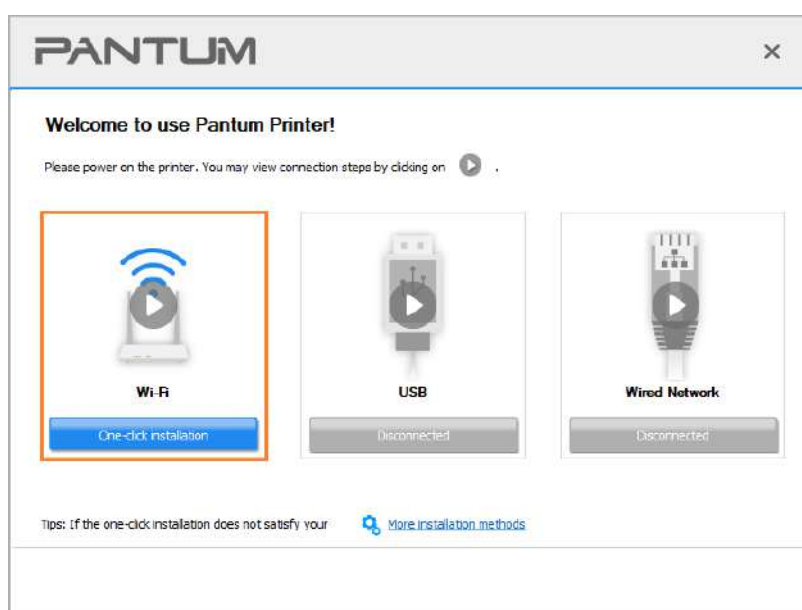 PANTUM
Welcome to use Pantum Printer!
Please power on the printer. You may view connection steps by clicking on .
Wi-Fi
USB
Wired Network
One-click installation
Disconnected
Disconnected
Tips: If the one-click installation does not satisfy your
More installation methods